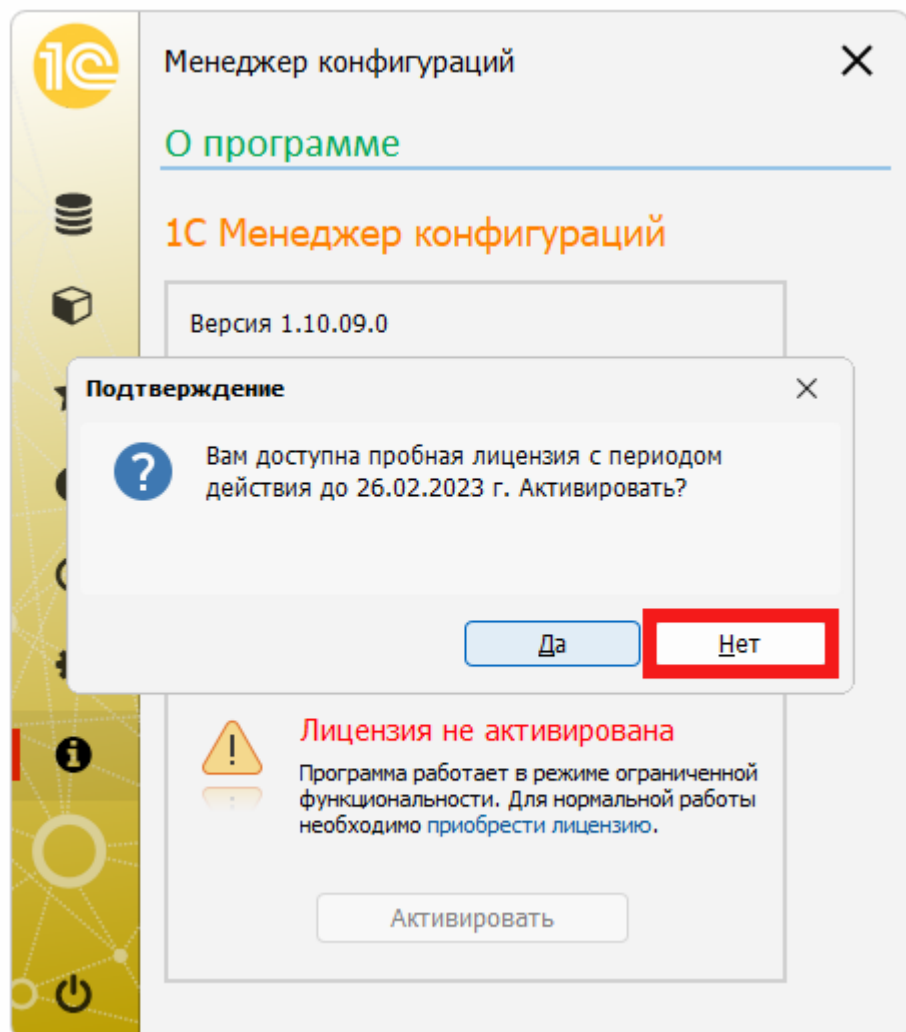 1С
Менеджер конфигураций
О программе
1С Менеджер конфигураций
Версия 1.10.09.0
Подтверждение
Вам доступна пробная лицензия с периодом
действия до 26.02.2023 г. Активировать?
Да
Нет
Лицензия не активирована
Программа работает в режиме ограниченной
функциональности. Для нормальной работы
необходимо приобрести лицензию.
Активировать